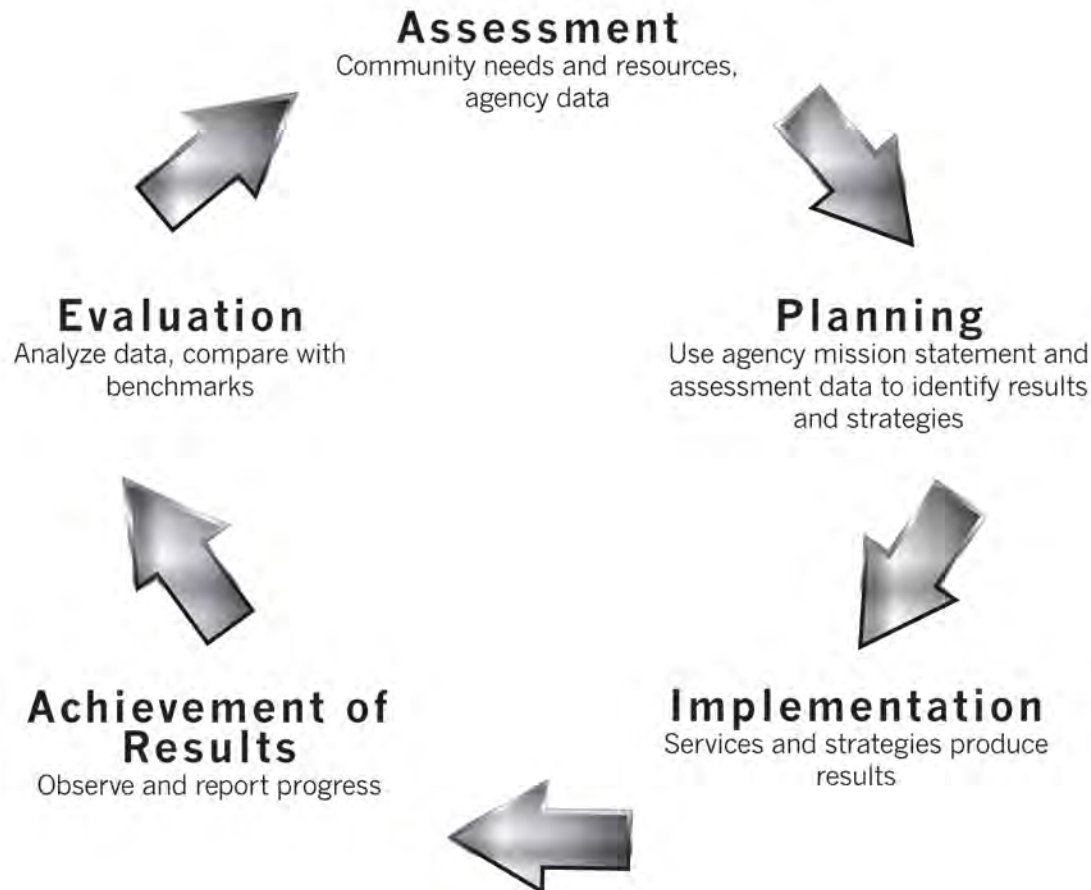 Assessment
Community needs and resources,
agency data
Planning
Use agency mission statement and
assessment data to identify results
and strategies
Implementation
Services and strategies produce
results
Achievement of
Results
Observe and report progress
Evaluation
Analyze data, compare with
benchmarks